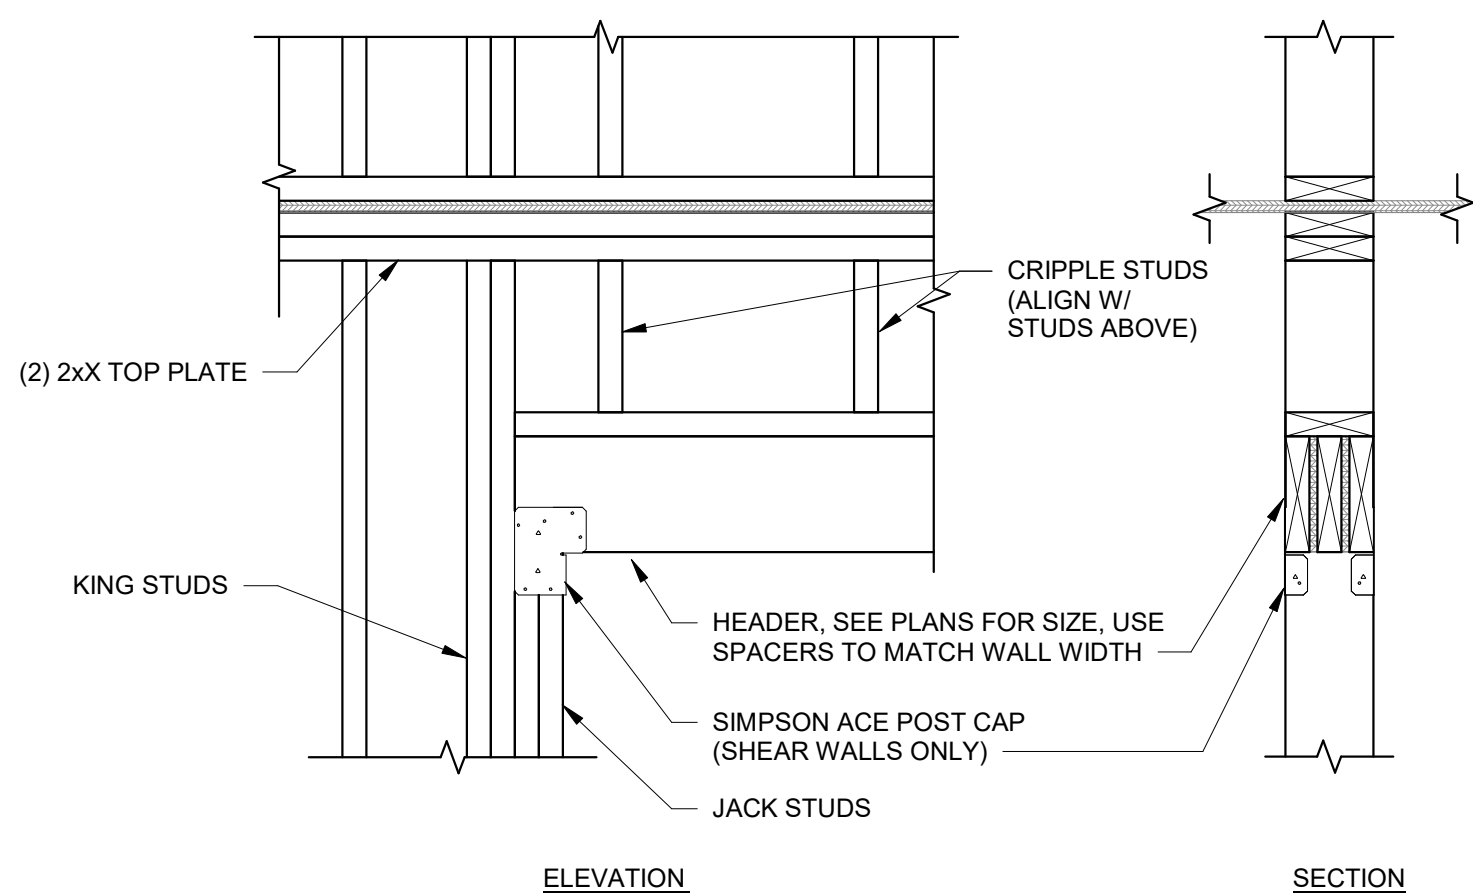 CRIPPLE STUDS
(ALIGN W/
STUDS ABOVE)
(2) 2xX TOP PLATE
KING STUDS
HEADER, SEE PLANS FOR SIZE, USE
SPACERS TO MATCH WALL WIDTH
SIMPSON ACE POST CAP
(SHEAR WALLS ONLY)
JACK STUDS
ELEVATION
SECTION